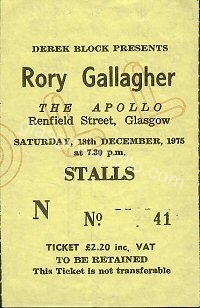 DEREK BLOCK PRESENTS
Rory Gallagher
THE APOLLO
Renfield Street, Glasgow
SATURDAY, 13th DECEMBER, 1975
at 7.30 p.m.
STALLS
N No 41
TICKET £2.20 inc. VAT
TO BE RETAINED
This Ticket is not transferable